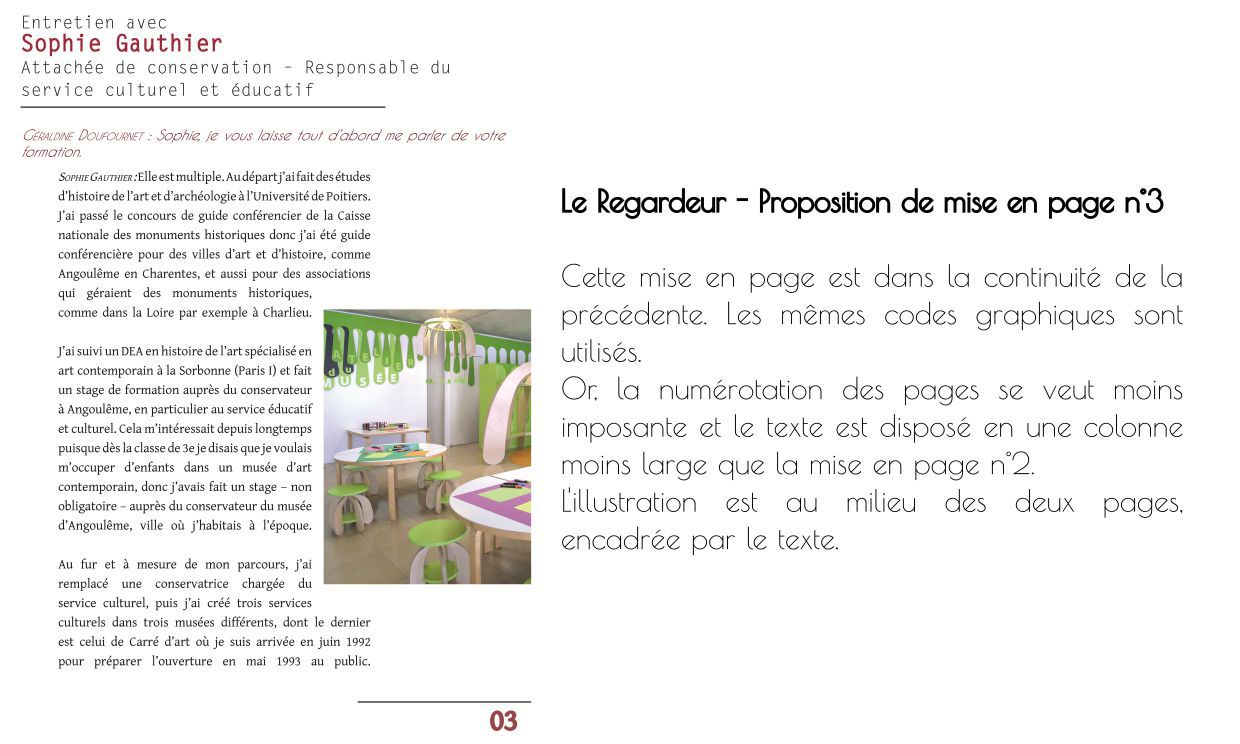 Entretien avec
Sophie Gauthier
Attachée de conservation - Responsable du
service culturel et éducatif
Géraldine Doufournet : Sophie, je vous laisse tout d'abord me parler de votre
formation.
Sophie Gauthier : Elle est multiple. Au départ j'ai fait des études
d'histoire de l'art et d'archéologie à l'Université de Poitiers.
J'ai passé le concours de guide conférencier de la Caisse
nationale des monuments historiques donc j'ai été guide
conférencière pour des villes d'art et d'histoire, comme
Angoulême en Charentes, et aussi pour des associations
qui géraient des monuments historiques,
comme dans la Loire par exemple à Charlieu.
J'ai suivi un DEA en histoire de l'art spécialisé en
art contemporain à la Sorbonne (Paris I) et fait
un stage de formation auprès du conservateur
à Angoulême, en particulier au service éducatif
et culturel. Cela m'intéressait depuis longtemps
puisque dès la classe de 3e je disais que je voulais
m'occuper d'enfants dans un musée d'art
contemporain, donc j'avais fait un stage – non
obligatoire – auprès du conservateur du musée
d'Angoulême, ville où j'habitais à l'époque.
Au fur et à mesure de mon parcours, j'ai
remplacé une conservatrice chargée du
service culturel, puis j'ai créé trois services
culturels dans trois musées différents, dont le dernier
est celui de Carré d'art où je suis arrivée en juin 1992
pour préparer l'ouverture en mai 1993 au public.
ATELIER
du
MUSÉE
03
Le Regardeur - Proposition de mise en page n°3
Cette mise en page est dans la continuité de la
précédente. Les mêmes codes graphiques sont
utilisés.
Or, la numérotation des pages se veut moins
imposante et le texte est disposé en une colonne
moins large que la mise en page n°2.
L'illustration est au milieu des deux pages,
encadrée par le texte.